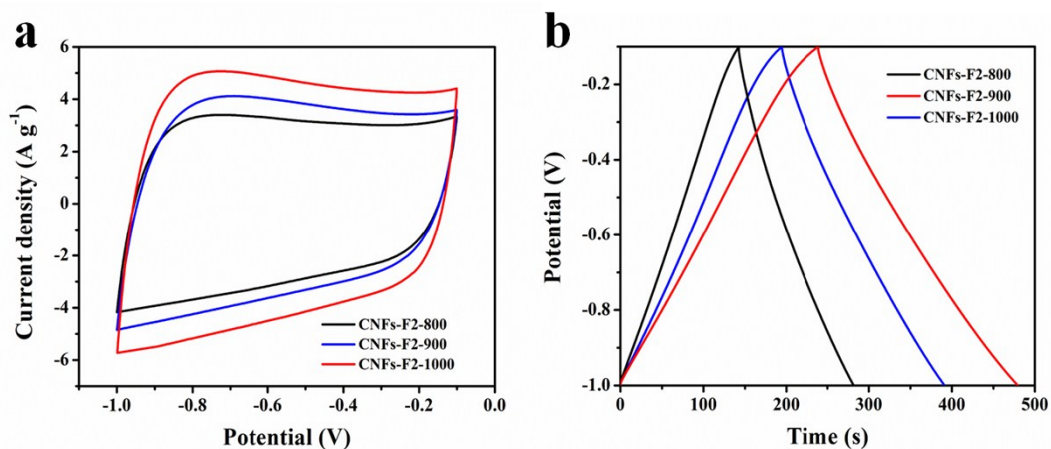 a
6
4
2
0
-2
-4
-6
Current density (A g⁻¹)
-1.0
-0.8
-0.6
-0.4
-0.2
0.0
Potential (V)
CNFs-F2-800
CNFs-F2-900
CNFs-F2-1000
b
-0.2
-0.4
-0.6
-0.8
-1.0
Potential (V)
0
100
200
300
400
500
Time (s)
CNFs-F2-800
CNFs-F2-900
CNFs-F2-1000